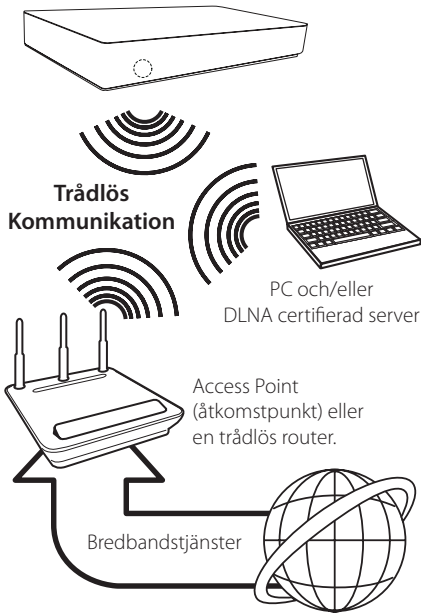 Trådlös
Kommunikation
PC och/eller
DLNA certifierad server
Access Point
(åtkomstpunkt) eller
en trådlös router.
Bredbandstjänster